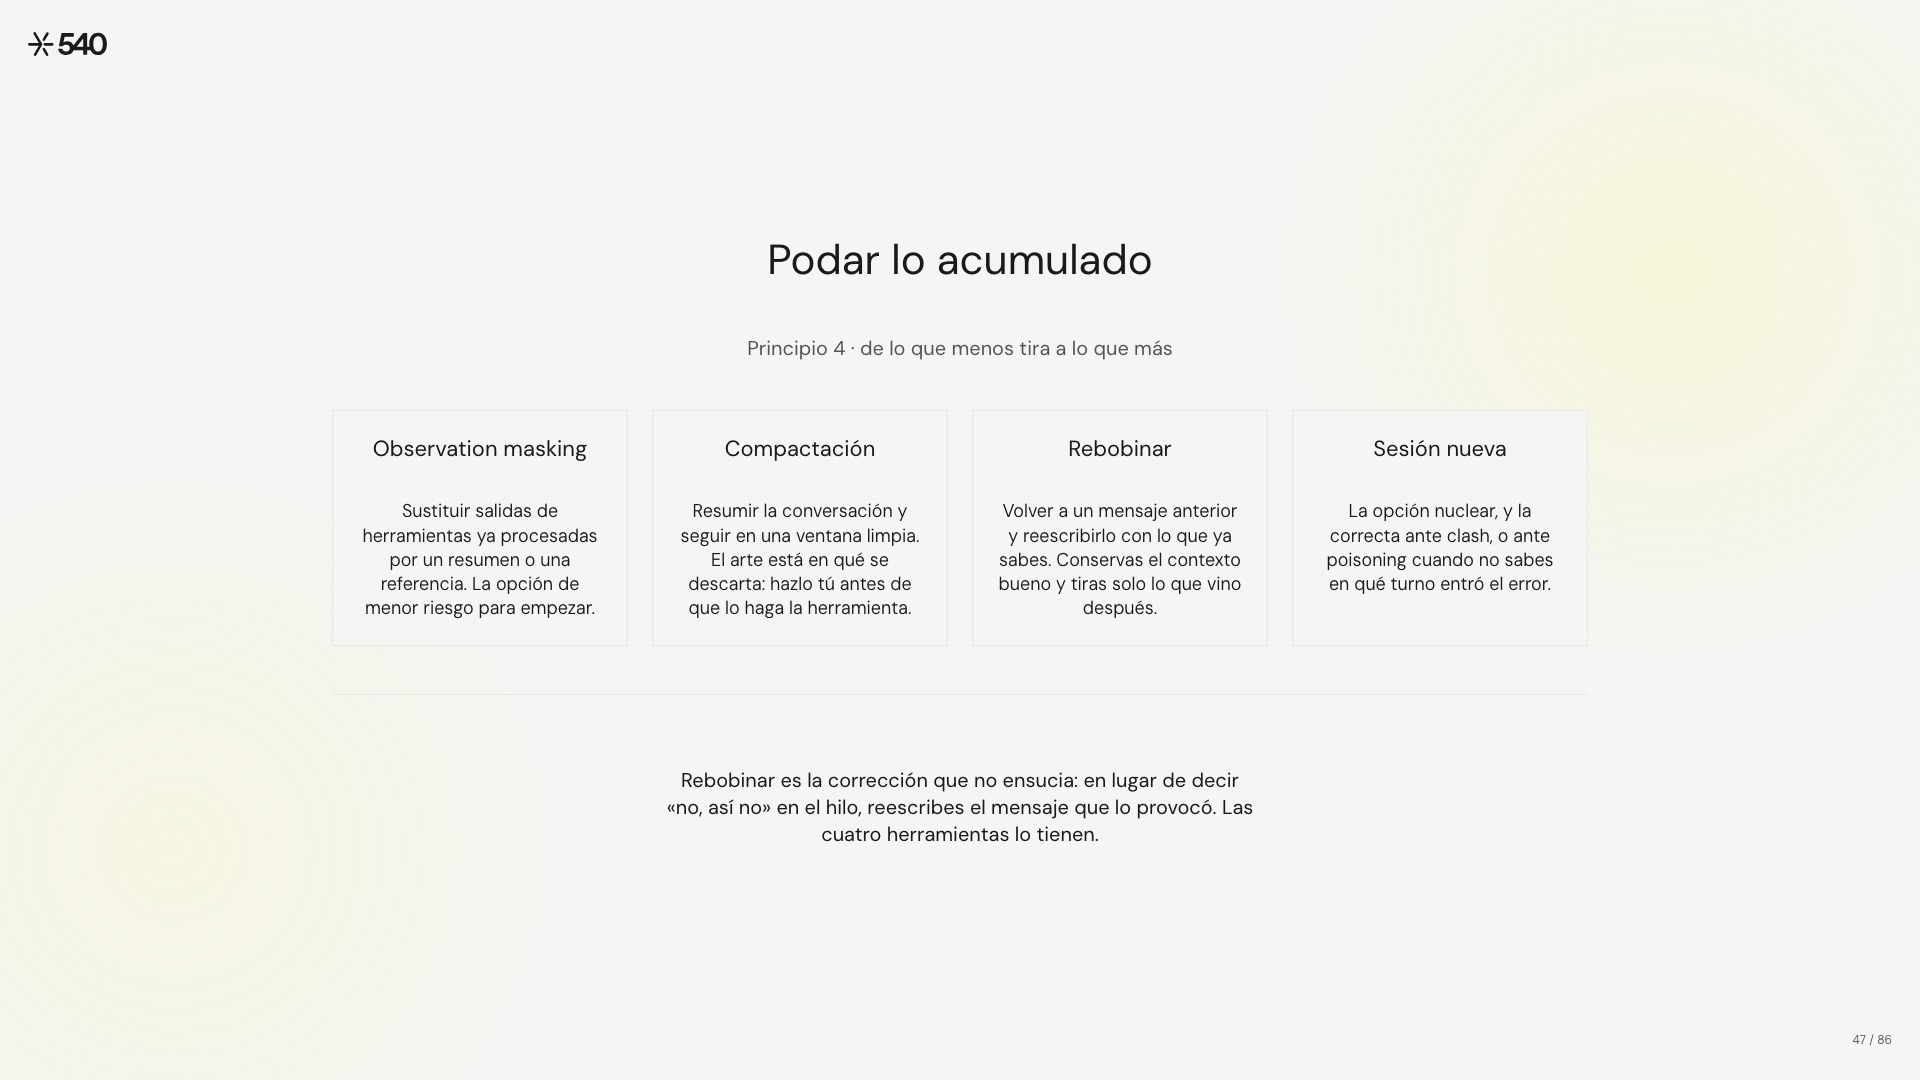 540
Podar lo acumulado
Principio 4 · de lo que menos tira a lo que más
Observation masking
Sustituir salidas de
herramientas ya procesadas
por un resumen o una
referencia. La opción de
menor riesgo para empezar.
Compactación
Resumir la conversación y
seguir en una ventana limpia.
El arte está en qué se
descarta: hazlo tú antes de
que lo haga la herramienta.
Rebobinar
Volver a un mensaje anterior
y reescribirlo con lo que ya
sabes. Conservas el contexto
bueno y tiras solo lo que vino
después.
Sesión nueva
La opción nuclear, y la
correcta ante clash, o ante
poisoning cuando no sabes
en qué turno entró el error.
Rebobinar es la corrección que no ensucia: en lugar de decir
«no, así no» en el hilo, reescribes el mensaje que lo provocó. Las
cuatro herramientas lo tienen.
47 / 86